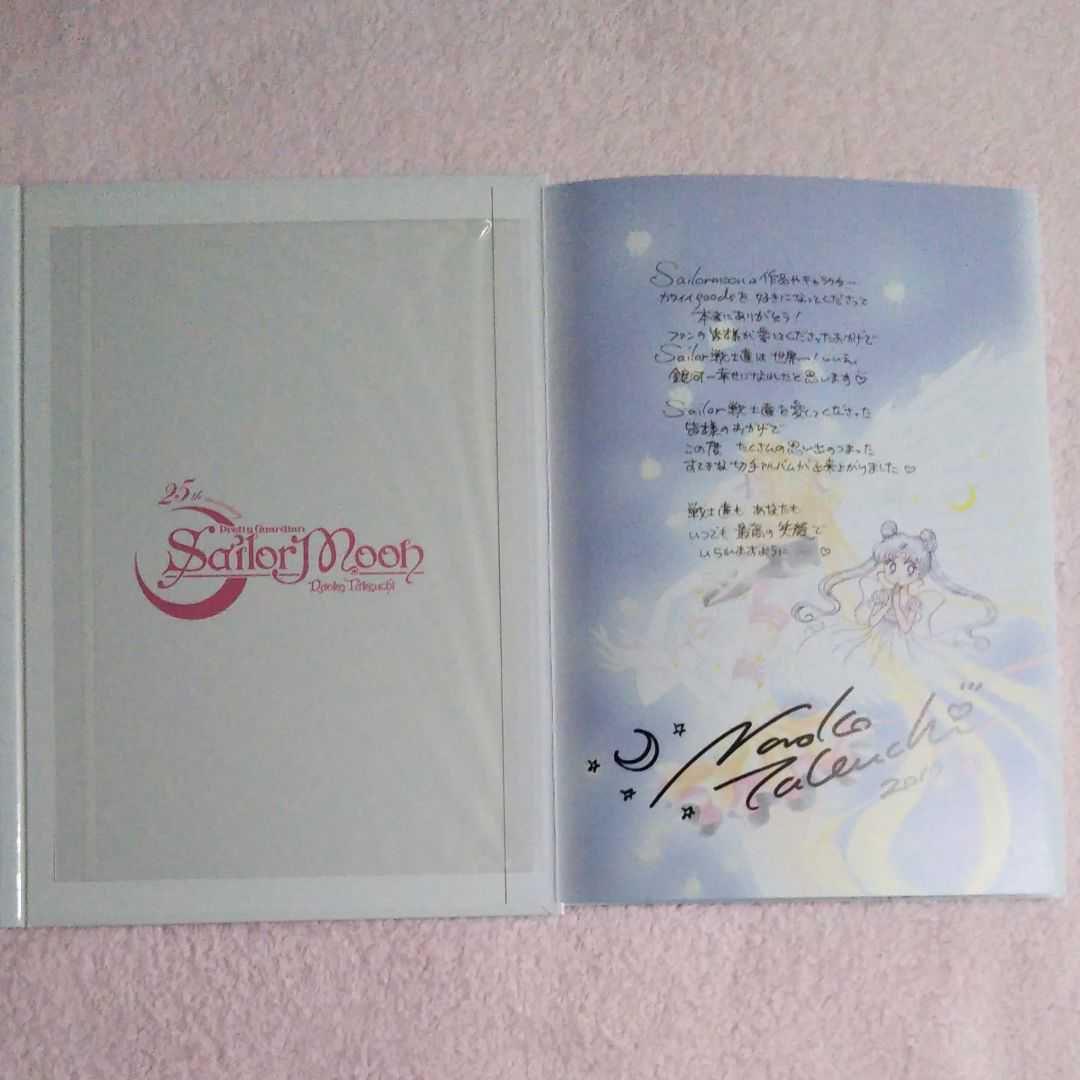 25th
Pretty Guardian
Sailor Moon
Naoko Takeuchi
Sailormoonの作品やキャラクター
カワイイgoodsを 好きになってくださって
本当にありがとう!
ファンの皆様が愛してくださったおかげで
Sailor戦士達は 世界一!いいえ、
銀河一幸せになれたと思います♡
Sailor戦士達を愛してくださった
皆様のおかげで
この度 たくさんの思い出のつまった
すてきな切手アルバムが出来上がりました♡
戦士達も あなたも
いつでも 最高の 笑顔で
いられますように ♡
Naoko
Takeuchi
2017